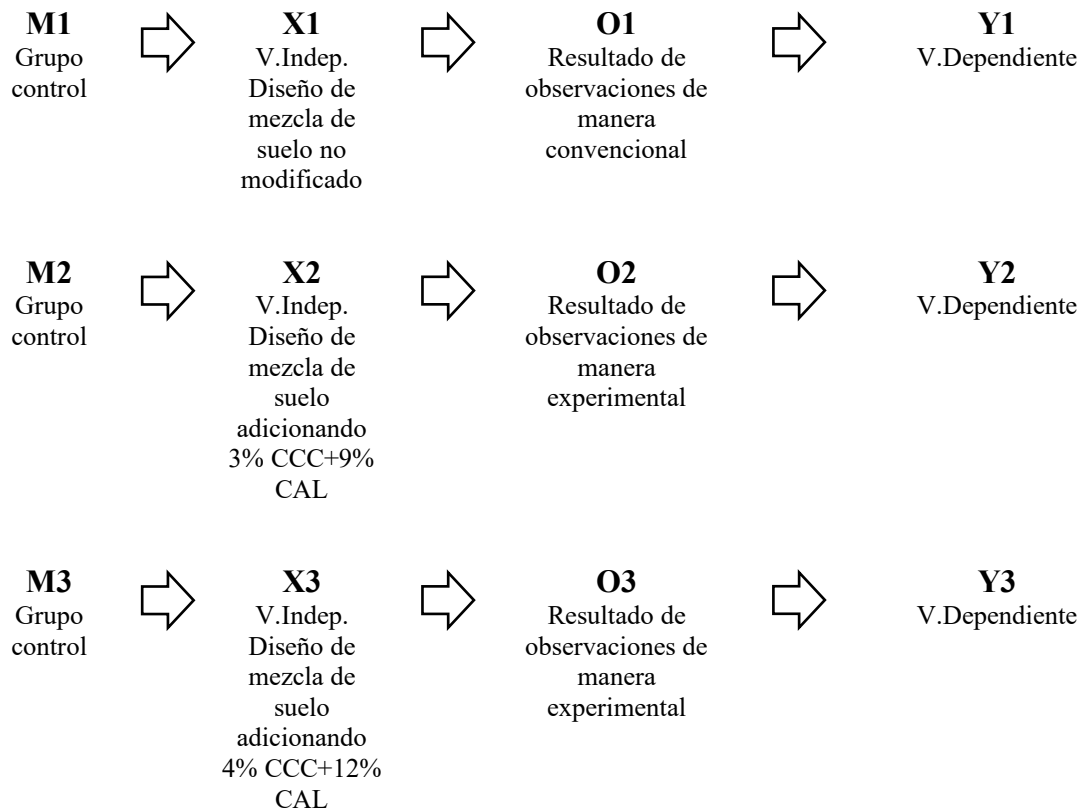 M1
Grupo
control
X1
V.Indep.
Diseño de
mezcla de
suelo no
modificado
O1
Resultado de
observaciones de
manera
convencional
Y1
V.Dependiente
M2
Grupo
control
X2
V.Indep.
Diseño de
mezcla de
suelo
adicionando
3% CCC+9%
CAL
O2
Resultado de
observaciones de
manera
experimental
Y2
V.Dependiente
M3
Grupo
control
X3
V.Indep.
Diseño de
mezcla de
suelo
adicionando
4% CCC+12%
CAL
O3
Resultado de
observaciones de
manera
experimental
Y3
V.Dependiente